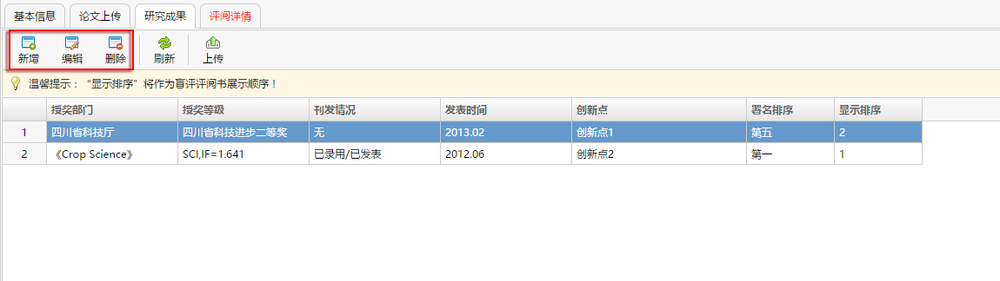 基本信息 论文上传 研究成果 评阅详情
新增 编辑 删除 刷新 上传
温馨提示：“显示排序”将作为盲评评阅书展示顺序！
授奖部门 授奖等级 刊发情况 发表时间 创新点 署名排序 显示排序
1 四川省科技厅 四川省科技进步二等奖 无 2013.02 创新点1 第五 2
2 《Crop Science》 SCI,IF=1.641 已录用/已发表 2012.06 创新点2 第一 1